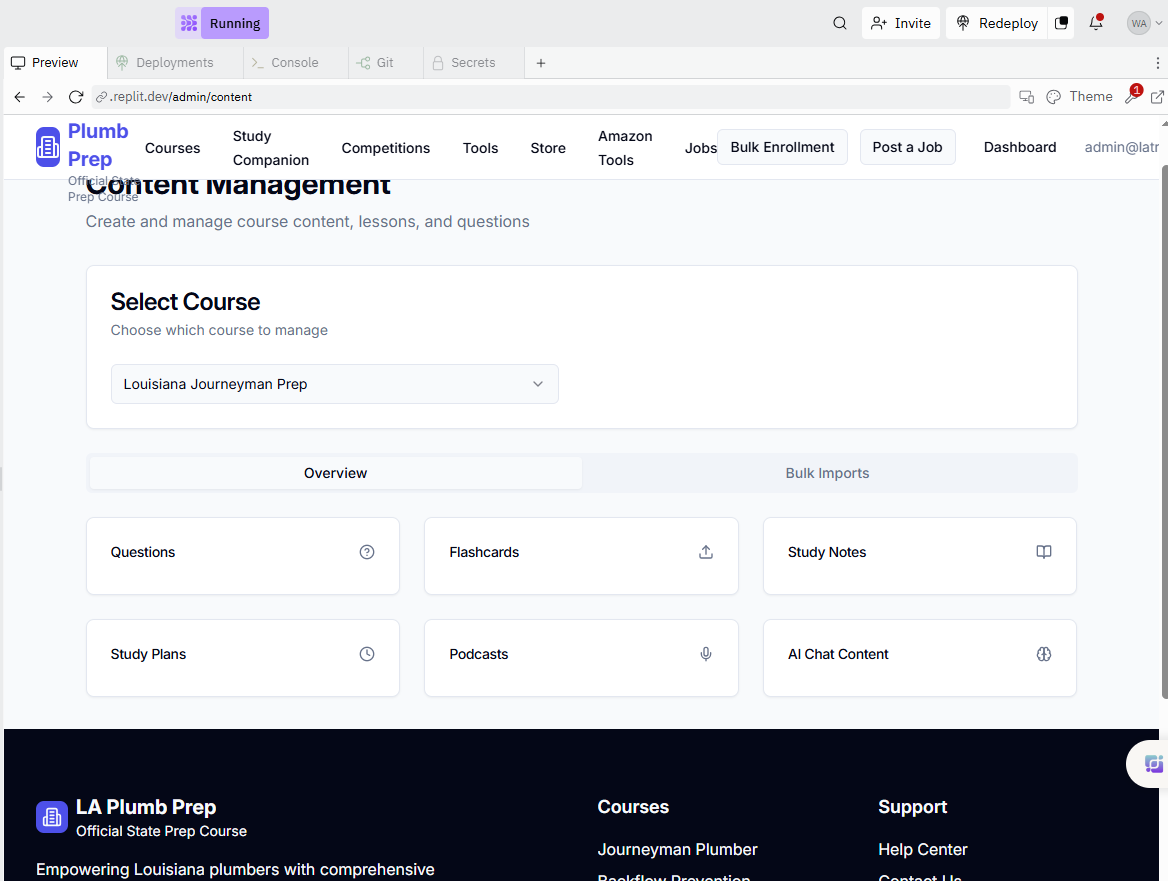 Running
Invite
Redeploy
WA
Preview
Deployments
Console
Git
Secrets
.replit.dev/admin/content
Theme
1
Plumb
Prep
Official State
Prep Course
Courses
Study
Companion
Competitions
Tools
Store
Amazon
Tools
Jobs
Bulk Enrollment
Post a Job
Dashboard
admin@latr
Content Management
Create and manage course content, lessons, and questions
Select Course
Choose which course to manage
Louisiana Journeyman Prep
Overview
Bulk Imports
Questions
Flashcards
Study Notes
Study Plans
Podcasts
AI Chat Content
LA Plumb Prep
Official State Prep Course
Empowering Louisiana plumbers with comprehensive
Courses
Journeyman Plumber
Backflow Prevention
Support
Help Center
Contact Us